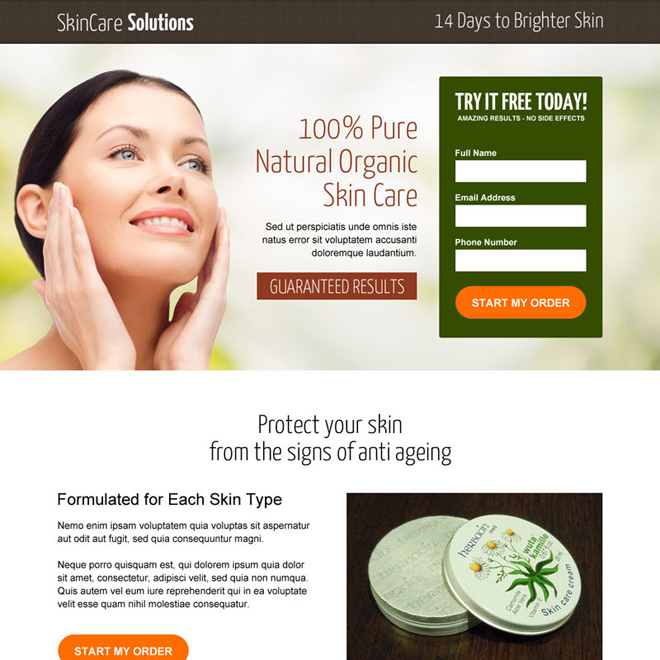 SkinCare Solutions
14 Days to Brighter Skin
100% Pure
Natural Organic
Skin Care
Sed ut perspiciatis unde omnis iste
natus error sit voluptatem accusanti
doloremque laudantium.
GUARANTEED RESULTS
TRY IT FREE TODAY!
AMAZING RESULTS - NO SIDE EFFECTS
Full Name
Email Address
Phone Number
START MY ORDER
Protect your skin
from the signs of anti ageing
Formulated for Each Skin Type
Nemo enim ipsam voluptatem quia voluptas sit aspernatur
aut odit aut fugit, sed quia consequuntur magni.
Neque porro quisquam est, qui dolorem ipsum quia dolor
sit amet, consectetur, adipisci velit, sed quia non numqua.
Quis autem vel eum iure reprehenderit qui in ea voluptate
velit esse quam nihil molestiae consequatur.
START MY ORDER
herbacin
wuta
kamille
Camomile
Aloe Vera
Vitamin E
Skin care cream